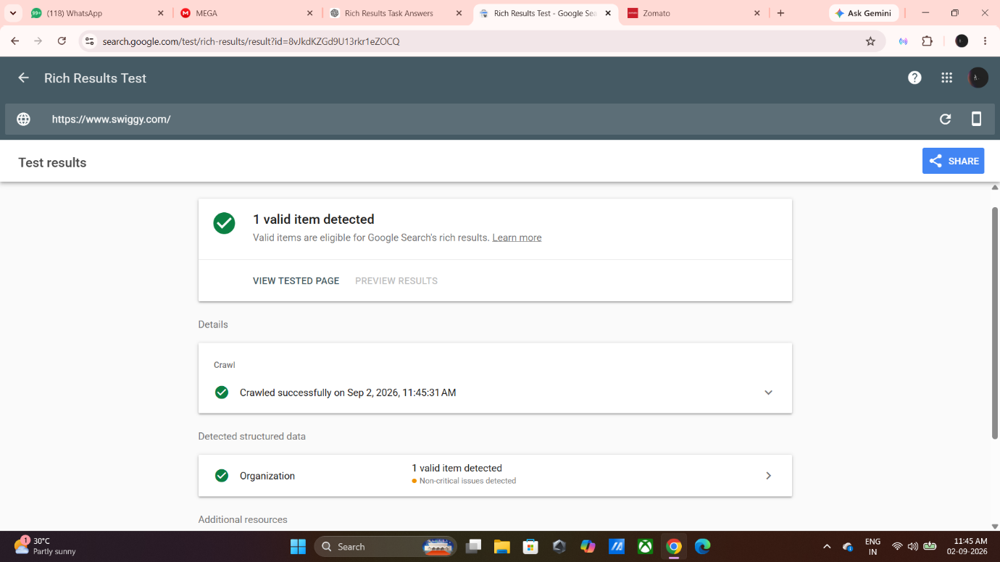 (118) WhatsApp
MEGA
Rich Results Task Answers
Rich Results Test - Google Sea
Zomato
Ask Gemini
search.google.com/test/rich-results/result?id=8vJkdKZGd9U13rkr1eZOCQ
Rich Results Test
https://www.swiggy.com/
Test results
SHARE
1 valid item detected
Valid items are eligible for Google Search's rich results. Learn more
VIEW TESTED PAGE PREVIEW RESULTS
Details
Crawl
Crawled successfully on Sep 2, 2026, 11:45:31 AM
Detected structured data
Organization
1 valid item detected
Non-critical issues detected
Additional resources
1
30°C
Partly sunny
Search
ENG
IN
11:45 AM
02-09-2026